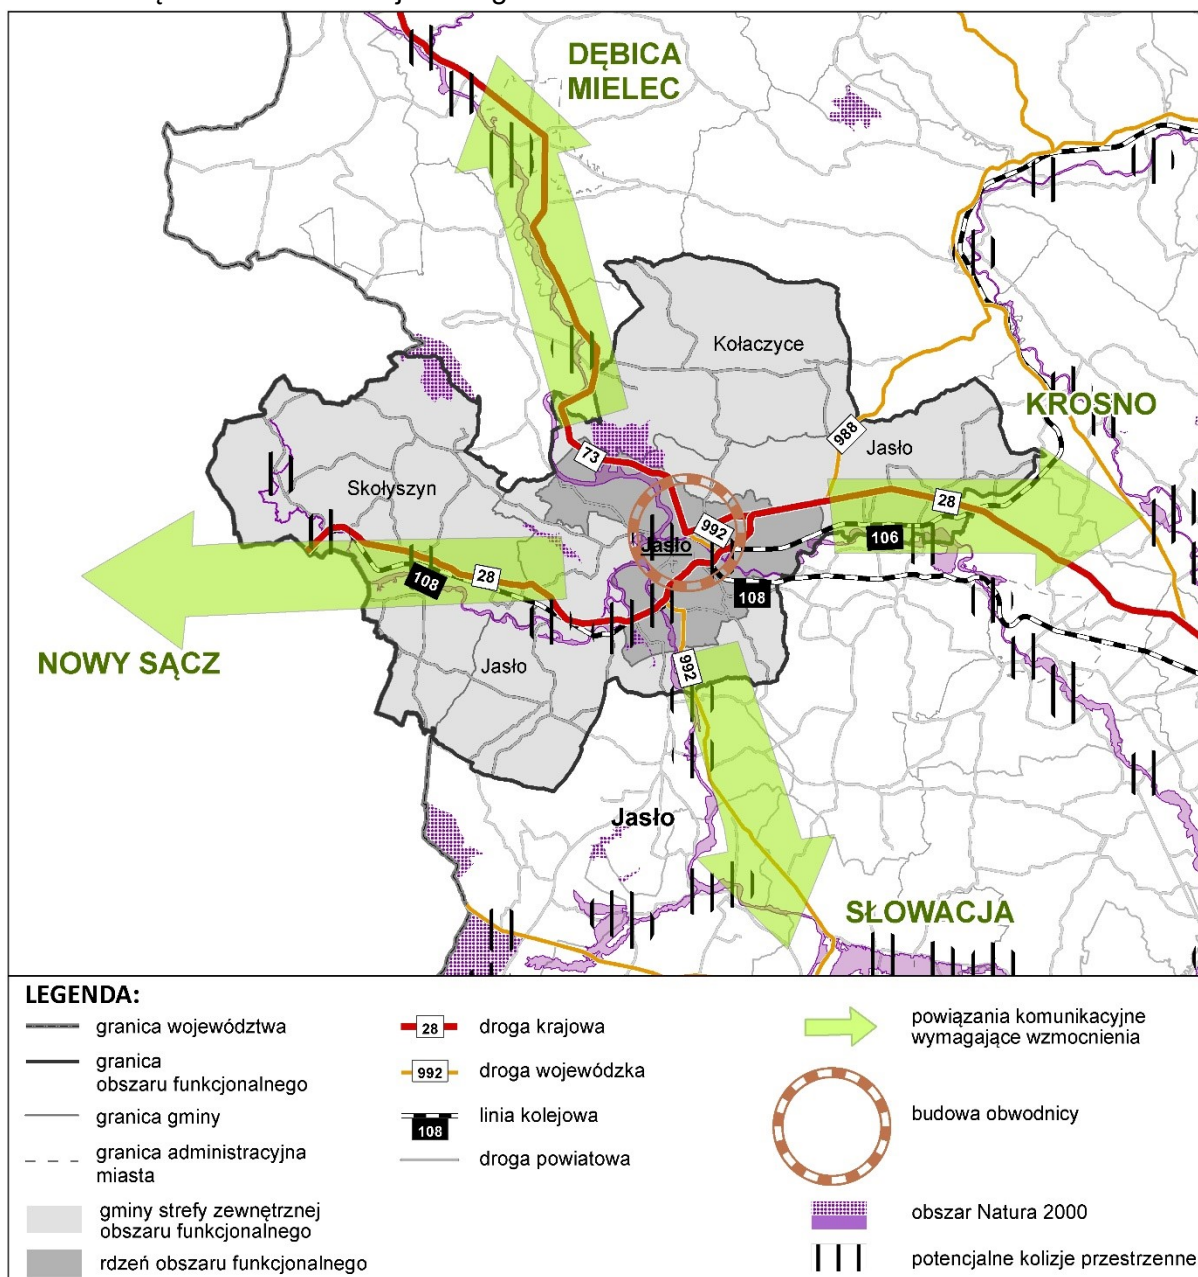 DĘBICA
MIELEC
Kołaczyce
KROSNO
988
Jasło
73
Skołyszyn
28
992
Jasło
106
108
28
108
NOWY SĄCZ
Jasło
992
Jasło
SŁOWACJA
LEGENDA:
granica województwa
granica
obszaru funkcjonalnego
granica gminy
granica administracyjna
miasta
gminy strefy zewnętrznej
obszaru funkcjonalnego
rdzeń obszaru funkcjonalnego
28
droga krajowa
992
droga wojewódzka
linia kolejowa
108
droga powiatowa
powiązania komunikacyjne
wymagające wzmocnienia
budowa obwodnicy
obszar Natura 2000
potencjalne kolizje przestrzenne